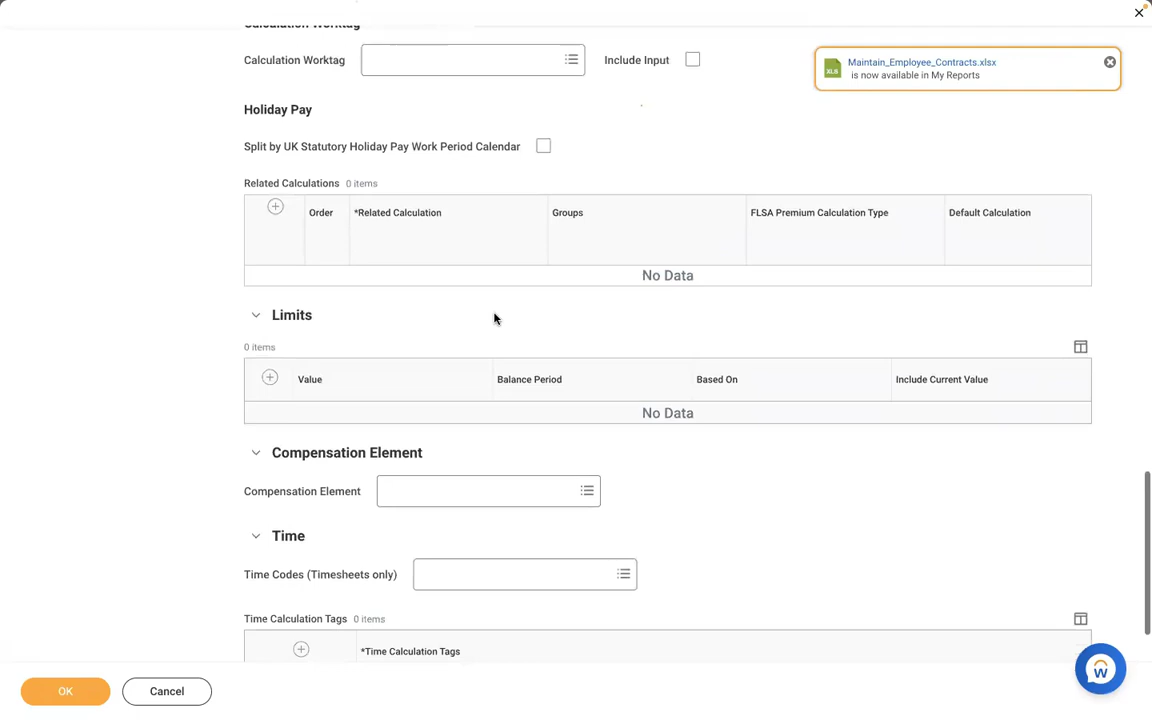 Calculation Worktag
Calculation Worktag
Include Input
Maintain_Employee_Contracts.xlsx
is now available in My Reports
XLS
Holiday Pay
Split by UK Statutory Holiday Pay Work Period Calendar
Related Calculations 0 items
Order *Related Calculation Groups FLSA Premium Calculation Type Default Calculation
No Data
Limits
0 items
Value Balance Period Based On Include Current Value
No Data
Compensation Element
Compensation Element
Time
Time Codes (Timesheets only)
Time Calculation Tags 0 items
*Time Calculation Tags
OK Cancel
W